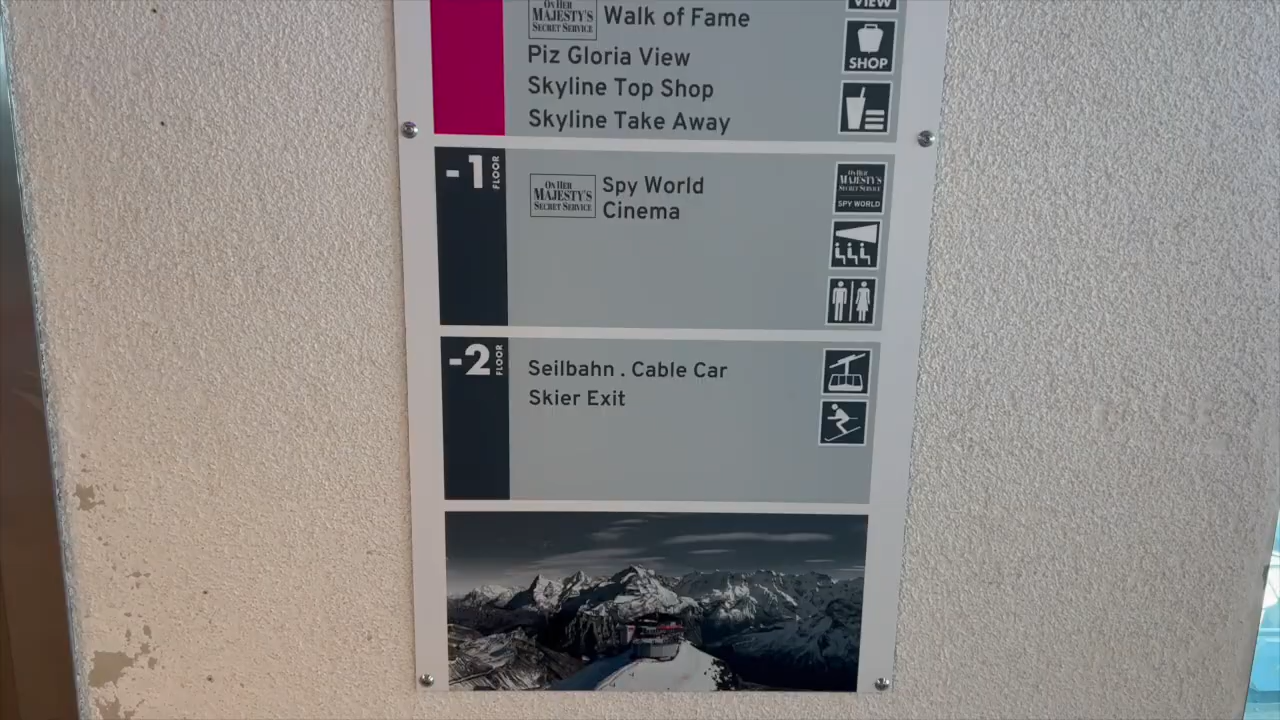 ON HER
MAJESTY'S
SECRET SERVICE
Walk of Fame
VIEW
Piz Gloria View
SHOP
Skyline Top Shop
Skyline Take Away
-1 FLOOR
ON HER
MAJESTY'S
SECRET SERVICE
Spy World
Cinema
ON HER
MAJESTY'S
SECRET SERVICE
SPY WORLD
-2 FLOOR
Seilbahn . Cable Car
Skier Exit